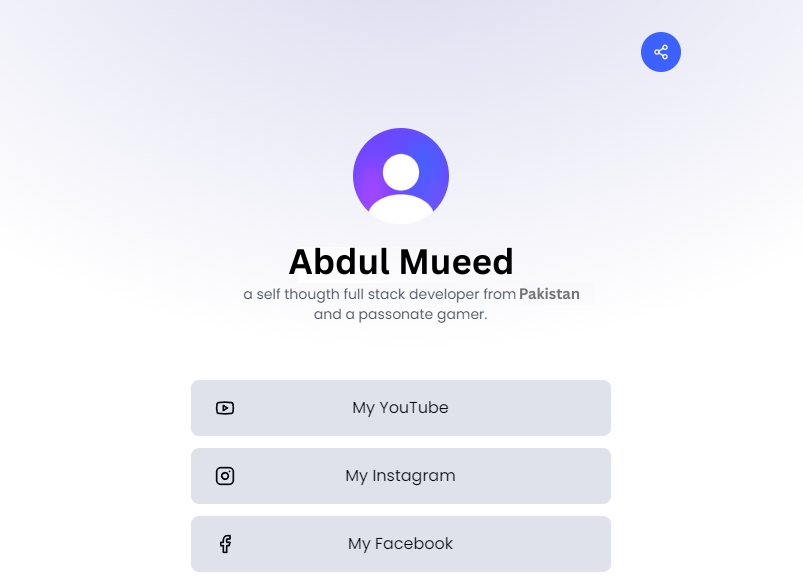 Abdul Mueed
a self thougth full stack developer from Pakistan
and a passonate gamer.
My YouTube
My Instagram
My Facebook